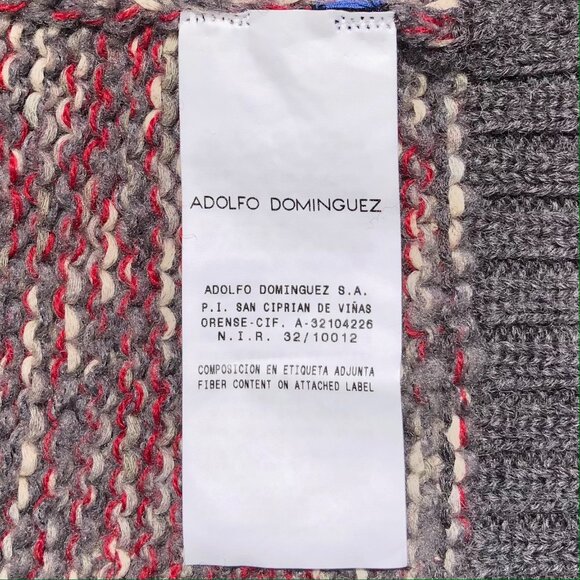 ADOLFO DOMINGUEZ
ADOLFO DOMINGUEZ S.A.
P.I. SAN CIPRIAN DE VIÑAS
ORENSE-CIF. A-32104226
N.I.R. 32/10012
COMPOSICION EN ETIQUETA ADJUNTA
FIBER CONTENT ON ATTACHED LABEL